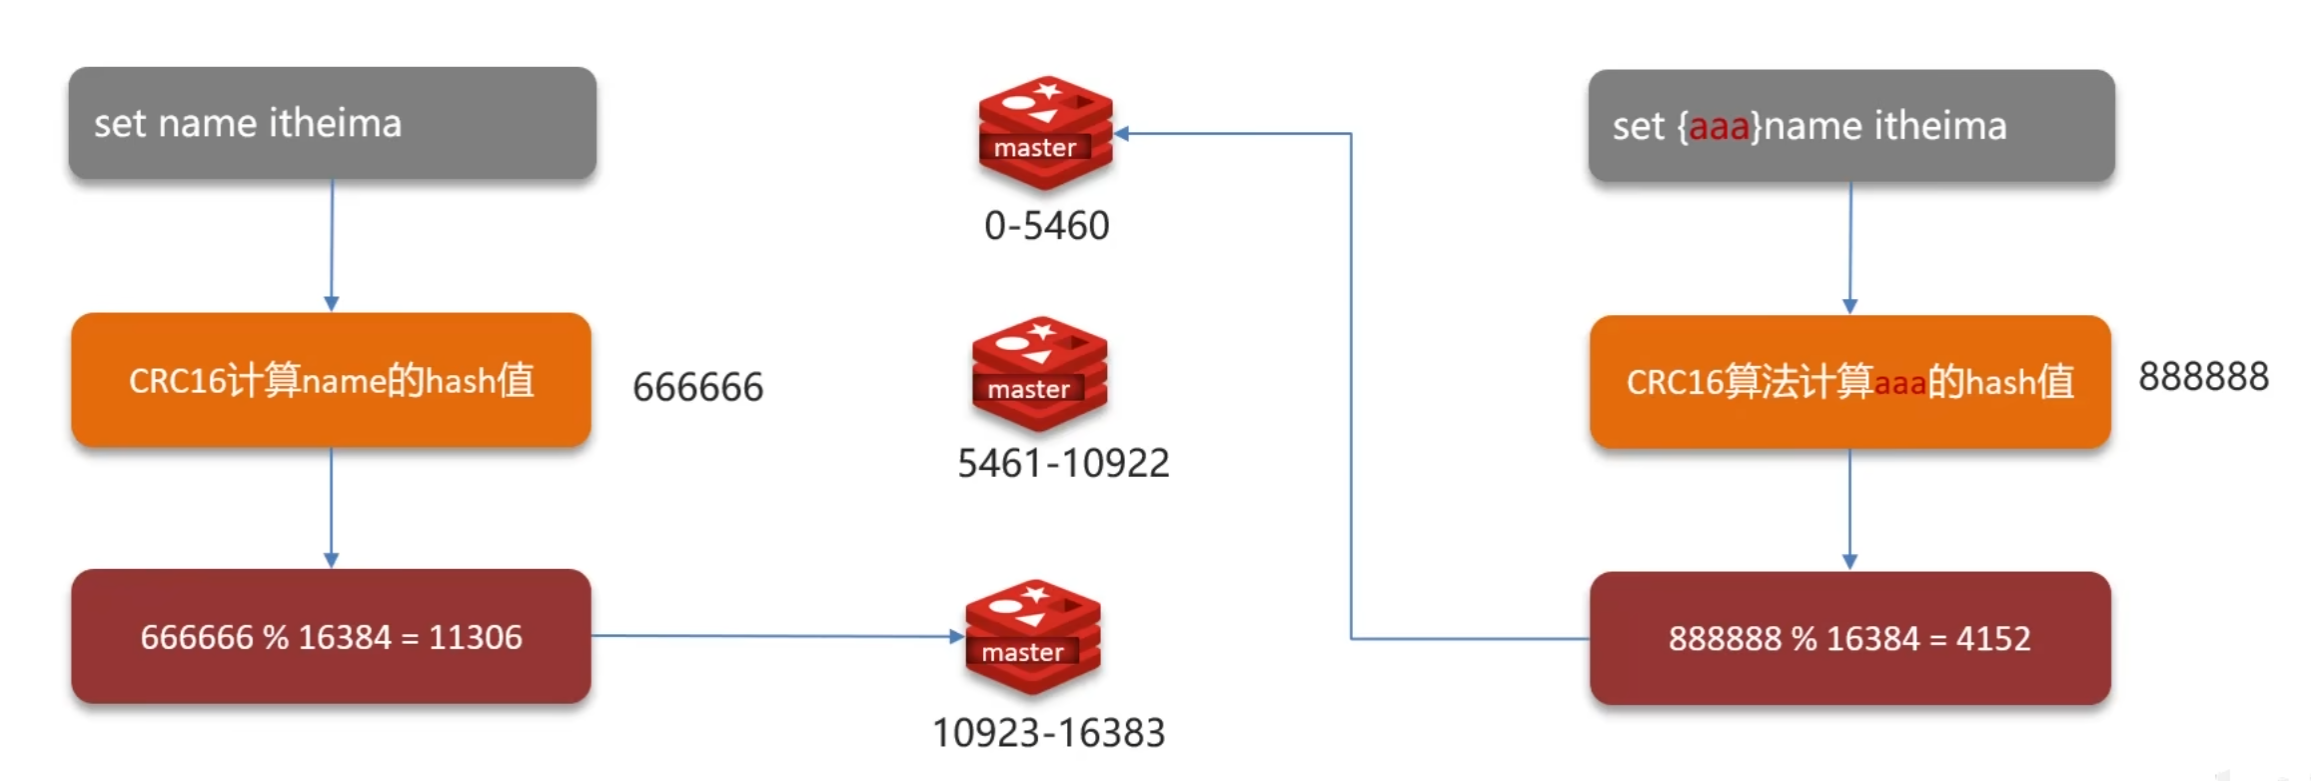 set name itheima
CRC16计算name的hash值
666666
666666 % 16384 = 11306
master
0-5460
master
5461-10922
master
10923-16383
set {aaa}name itheima
CRC16算法计算aaa的hash值
888888
888888 % 16384 = 4152